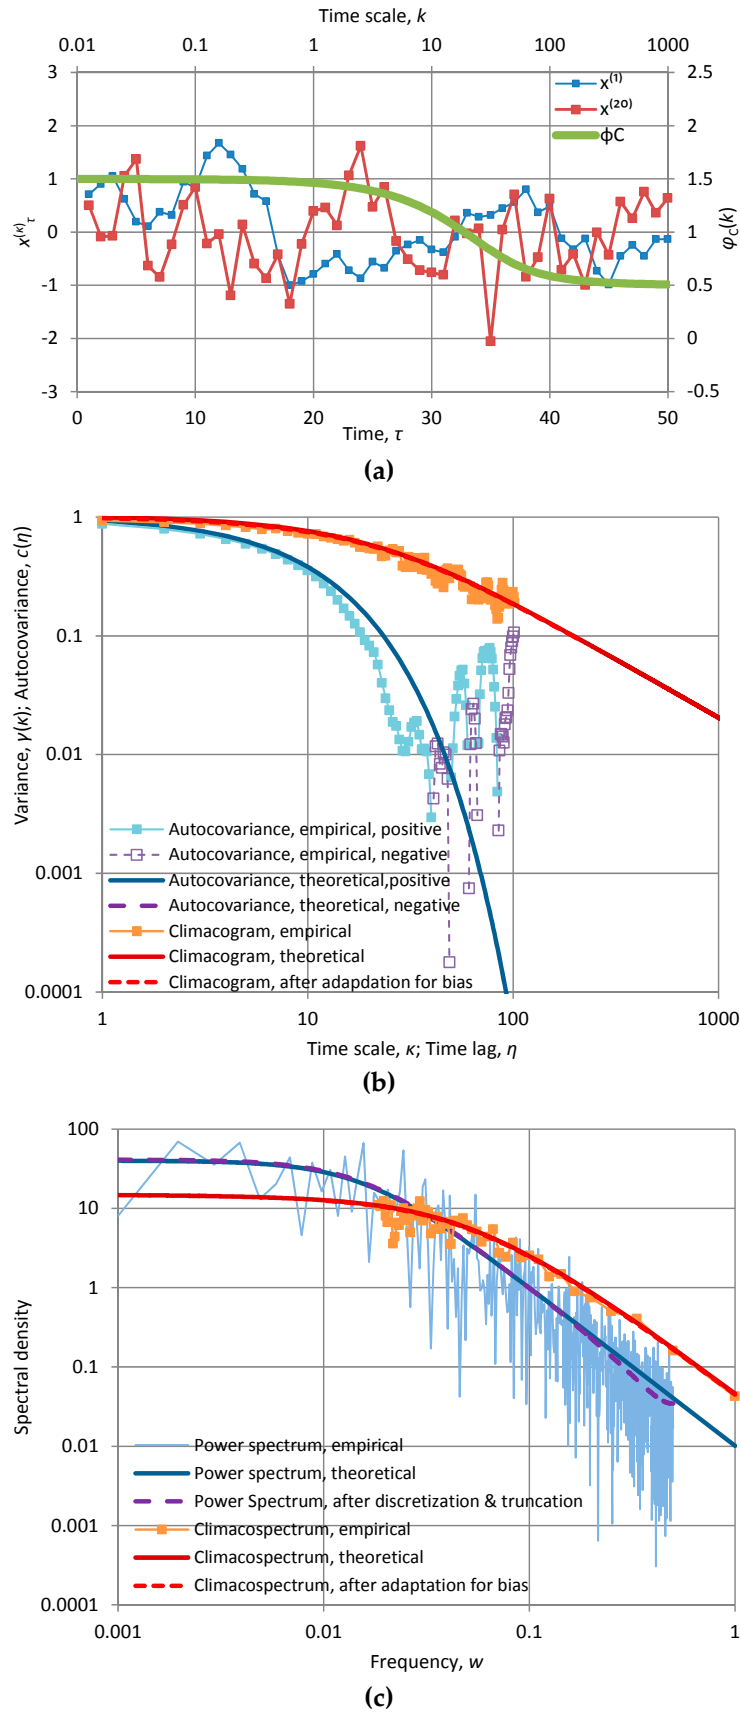 Time scale, k
0.01 0.1 1 10 100 1000
3 2.5
x(1)
x(20)
ϕC
2 2
1 1.5
0 1
-1 0.5
-2 0
-3 -0.5
x(k)τ
φC(k)
0 10 20 30 40 50
Time, τ
(a)
Variance, γ(κ); Autocovariance, c(η)
1
0.1
0.01
0.001
0.0001
Autocovariance, empirical, positive
Autocovariance, empirical, negative
Autocovariance, theoretical,positive
Autocovariance, theoretical, negative
Climacogram, empirical
Climacogram, theoretical
Climacogram, after adapdation for bias
1 10 100 1000
Time scale, κ; Time lag, η
(b)
Spectral density
100
10
1
0.1
0.01
0.001
0.0001
Power spectrum, empirical
Power spectrum, theoretical
Power Spectrum, after discretization & truncation
Climacospectrum, empirical
Climacospectrum, theoretical
Climacospectrum, after adaptation for bias
0.001 0.01 0.1 1
Frequency, w
(c)